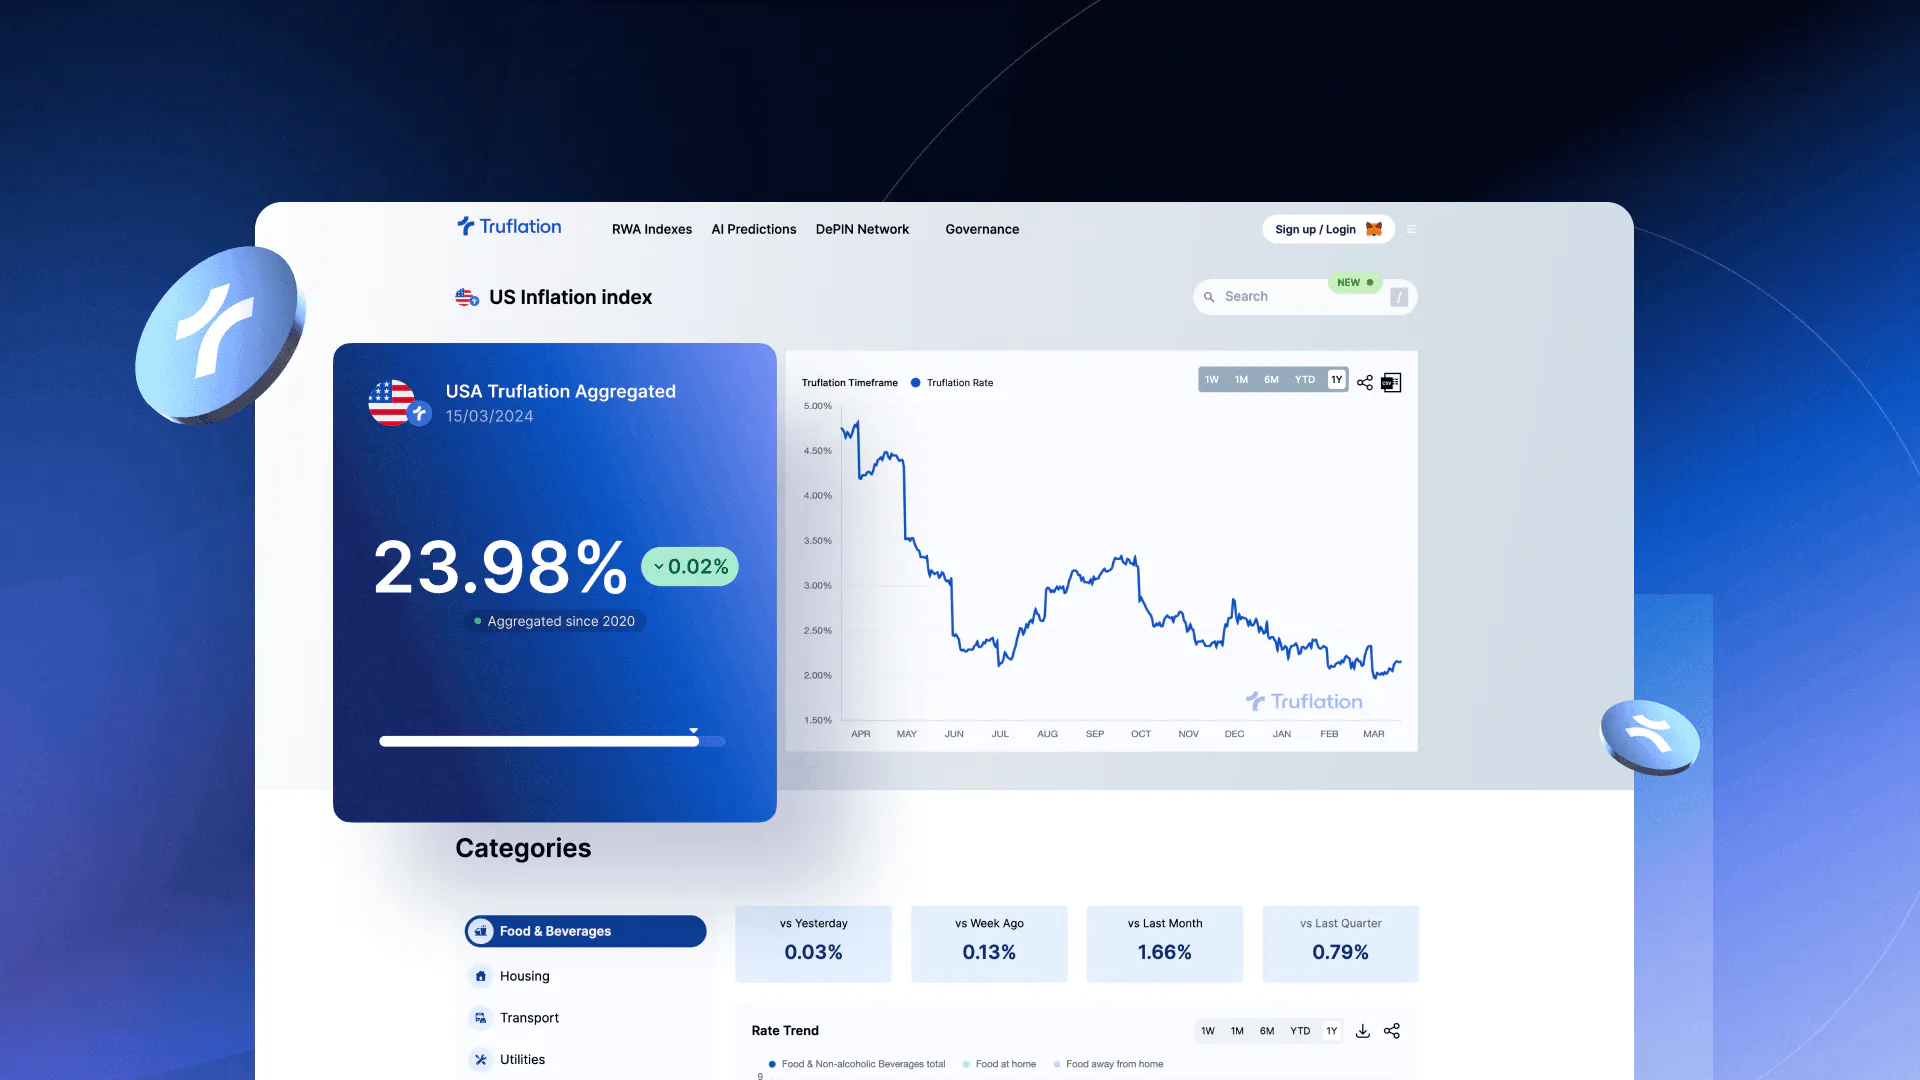 Truflation
RWA Indexes AI Predictions DePIN Network Governance
Sign up / Login
US Inflation index
Search
NEW
/
USA Truflation Aggregated
15/03/2024
23.98%
0.02%
Aggregated since 2020
Truflation Timeframe Truflation Rate
1W 1M 6M YTD 1Y
CSV
5.00%
4.50%
4.00%
3.50%
3.00%
2.50%
2.00%
1.50%
Truflation
APR MAY JUN JUL AUG SEP OCT NOV DEC JAN FEB MAR
Categories
Food & Beverages
Housing
Transport
Utilities
vs Yesterday
0.03%
vs Week Ago
0.13%
vs Last Month
1.66%
vs Last Quarter
0.79%
Rate Trend
1W 1M 6M YTD 1Y
Food & Non-alcoholic Beverages total Food at home Food away from home
9